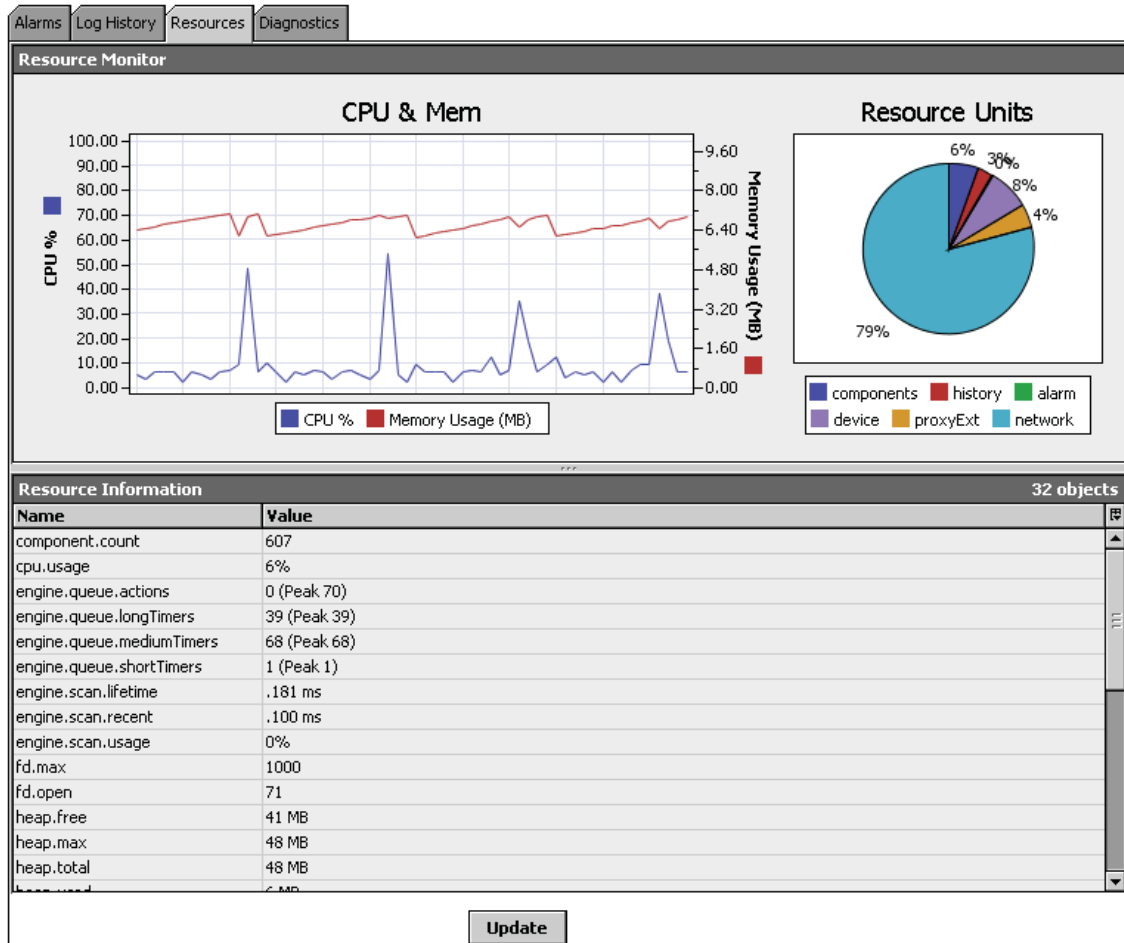 Alarms Log History Resources Diagnostics
Resource Monitor
CPU & Mem
100.00
90.00
80.00
70.00
60.00
50.00
40.00
30.00
20.00
10.00
0.00
CPU %
9.60
8.00
6.40
4.80
3.20
1.60
0.00
Memory Usage (MB)
CPU % Memory Usage (MB)
Resource Units
6%
3%
0%
8%
4%
79%
components history alarm
device proxyExt network
Resource Information 32 objects
Name Value
component.count 607
cpu.usage 6%
engine.queue.actions 0 (Peak 70)
engine.queue.longTimers 39 (Peak 39)
engine.queue.mediumTimers 68 (Peak 68)
engine.queue.shortTimers 1 (Peak 1)
engine.scan.lifetime .181 ms
engine.scan.recent .100 ms
engine.scan.usage 0%
fd.max 1000
fd.open 71
heap.free 41 MB
heap.max 48 MB
heap.total 48 MB
heap.used 6 MB
Update